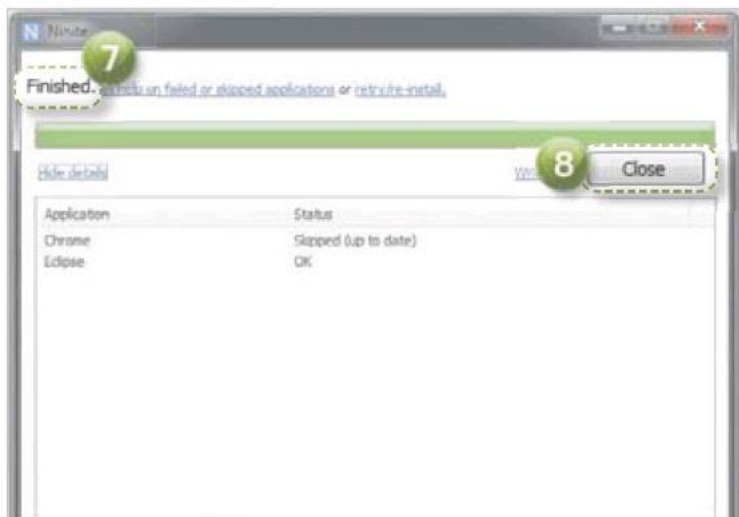 N Ninite
7
Finished. help on failed or skipped applications or retry/re-install.
Hide details
8 Close
Application Status
Chrome Skipped (up to date)
Eclipse OK